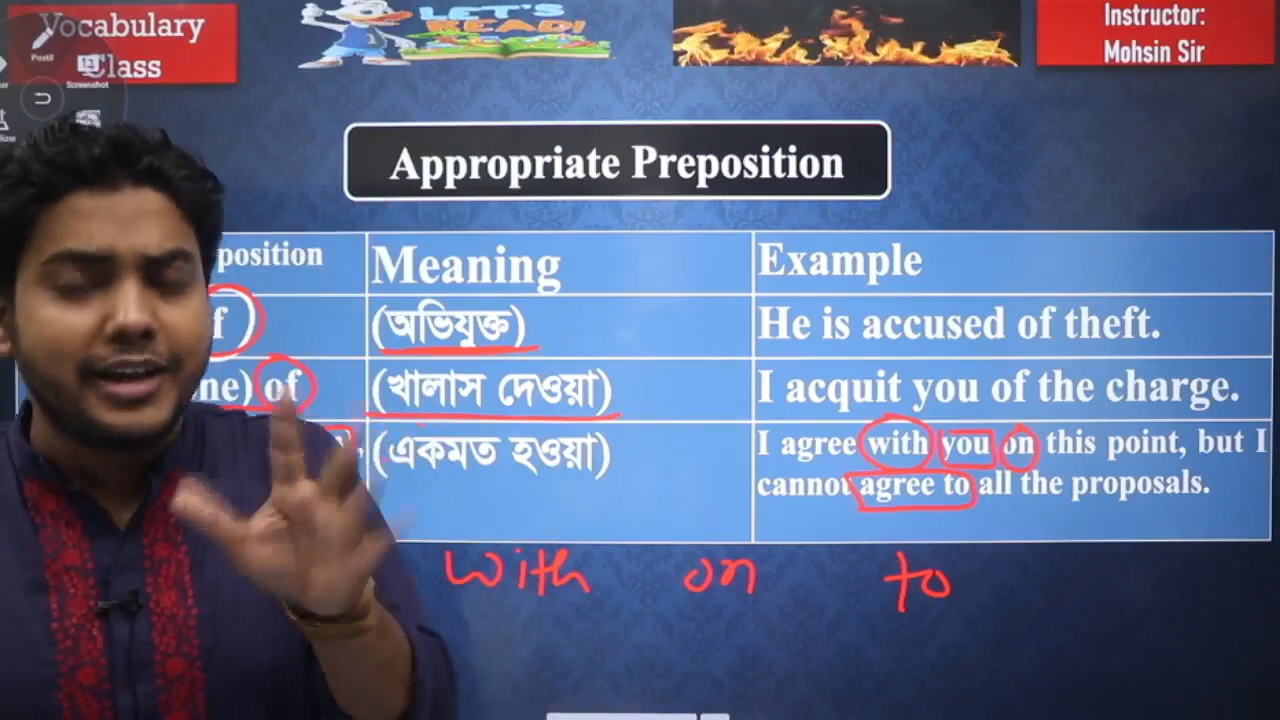 Vocabulary
Class
Postil
Screenshot
LET'S
READ!
Instructor:
Mohsin Sir
Appropriate Preposition
Meaning
Example
(অভিযুক্ত)
He is accused of theft.
of
(খালাস দেওয়া)
I acquit you of the charge.
(একমত হওয়া)
I agree with you on this point, but I
cannot agree to all the proposals.
with on to